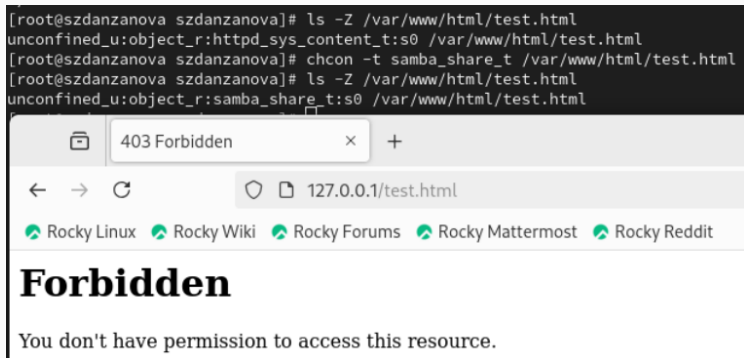 [root@szdanzanova szdanzanova]# ls -Z /var/www/html/test.html
unconfined_u:object_r:httpd_sys_content_t:s0 /var/www/html/test.html
[root@szdanzanova szdanzanova]# chcon -t samba_share_t /var/www/html/test.html
[root@szdanzanova szdanzanova]# ls -Z /var/www/html/test.html
unconfined_u:object_r:samba_share_t:s0 /var/www/html/test.html
403 Forbidden
127.0.0.1/test.html
Rocky Linux Rocky Wiki Rocky Forums Rocky Mattermost Rocky Reddit
Forbidden
You don't have permission to access this resource.